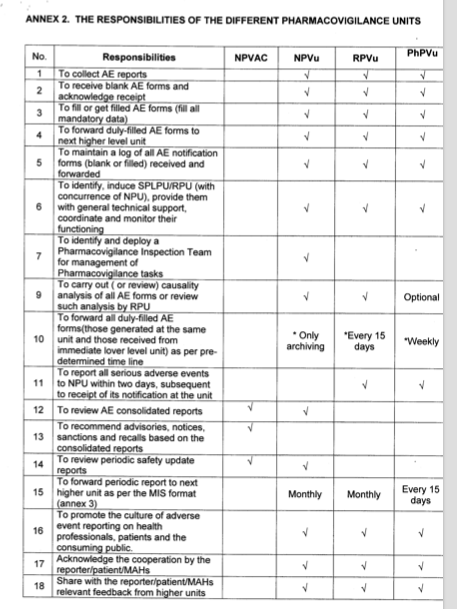 ANNEX 2. THE RESPONSIBILITIES OF THE DIFFERENT PHARMACOVIGILANCE UNITS
No. Responsibilities NPVAC NPVu RPVu PhPVu
1 To collect AE reports √ √ √
2 To receive blank AE forms and
acknowledge receipt √ √ √
3 To fill or get filled AE forms (fill all
mandatory data) √ √ √
4 To forward duly-filled AE forms to
next higher level unit √ √ √
5 To maintain a log of all AE notification
forms (blank or filled) received and
forwarded √ √ √
6 To identify, induce SPLPU/RPU (with
concurrence of NPU), provide them
with general technical support,
coordinate and monitor their
functioning √ √ √
7 To identify and deploy a
Pharmacovigilance Inspection Team
for management of
Pharmacovigilance tasks √
9 To carry out ( or review) causality
analysis of all AE forms or review
such analysis by RPU √ √ Optional
10 To forward all duly-filled AE
forms(those generated at the same
unit and those received from
immediate lover level unit) as per pre-
determined time line * Only archiving *Every 15 days *Weekly
11 To report all serious adverse events
to NPU within two days, subsequent
to receipt of its notification at the unit √ √
12 To review AE consolidated reports √ √
13 To recommend advisories, notices,
sanctions and recalls based on the
consolidated reports √
14 To review periodic safety update
reports √ √
15 To forward periodic report to next
higher unit as per the MIS format
(annex 3) Monthly Monthly Every 15 days
16 To promote the culture of adverse
event reporting on health
professionals, patients and the
consuming public. √ √ √
17 Acknowledge the cooperation by the
reporter/patient/MAHs √ √ √
18 Share with the reporter/patient/MAHs
relevant feedback from higher units √ √ √